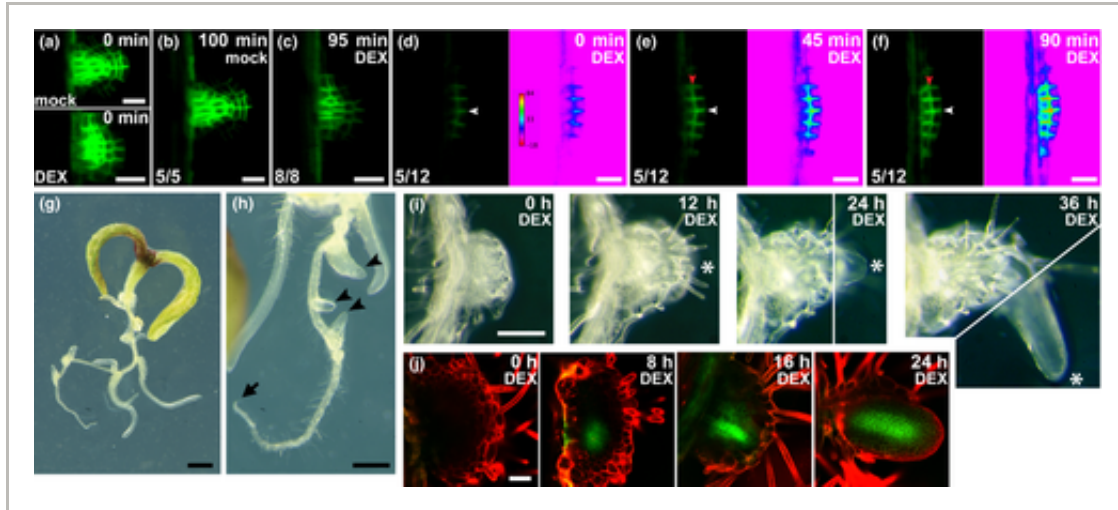 (a) 0 min
mock
0 min
DEX
(b) 100 min
mock
5/5
(c) 95 min
DEX
8/8
(d) 0 min
DEX
5/12
(e) 45 min
DEX
5/12
(f) 90 min
DEX
5/12
(g)
(h)
(i) 0 h
DEX
12 h
DEX
*
24 h
DEX
*
36 h
DEX
*
(j) 0 h
DEX
8 h
DEX
16 h
DEX
24 h
DEX